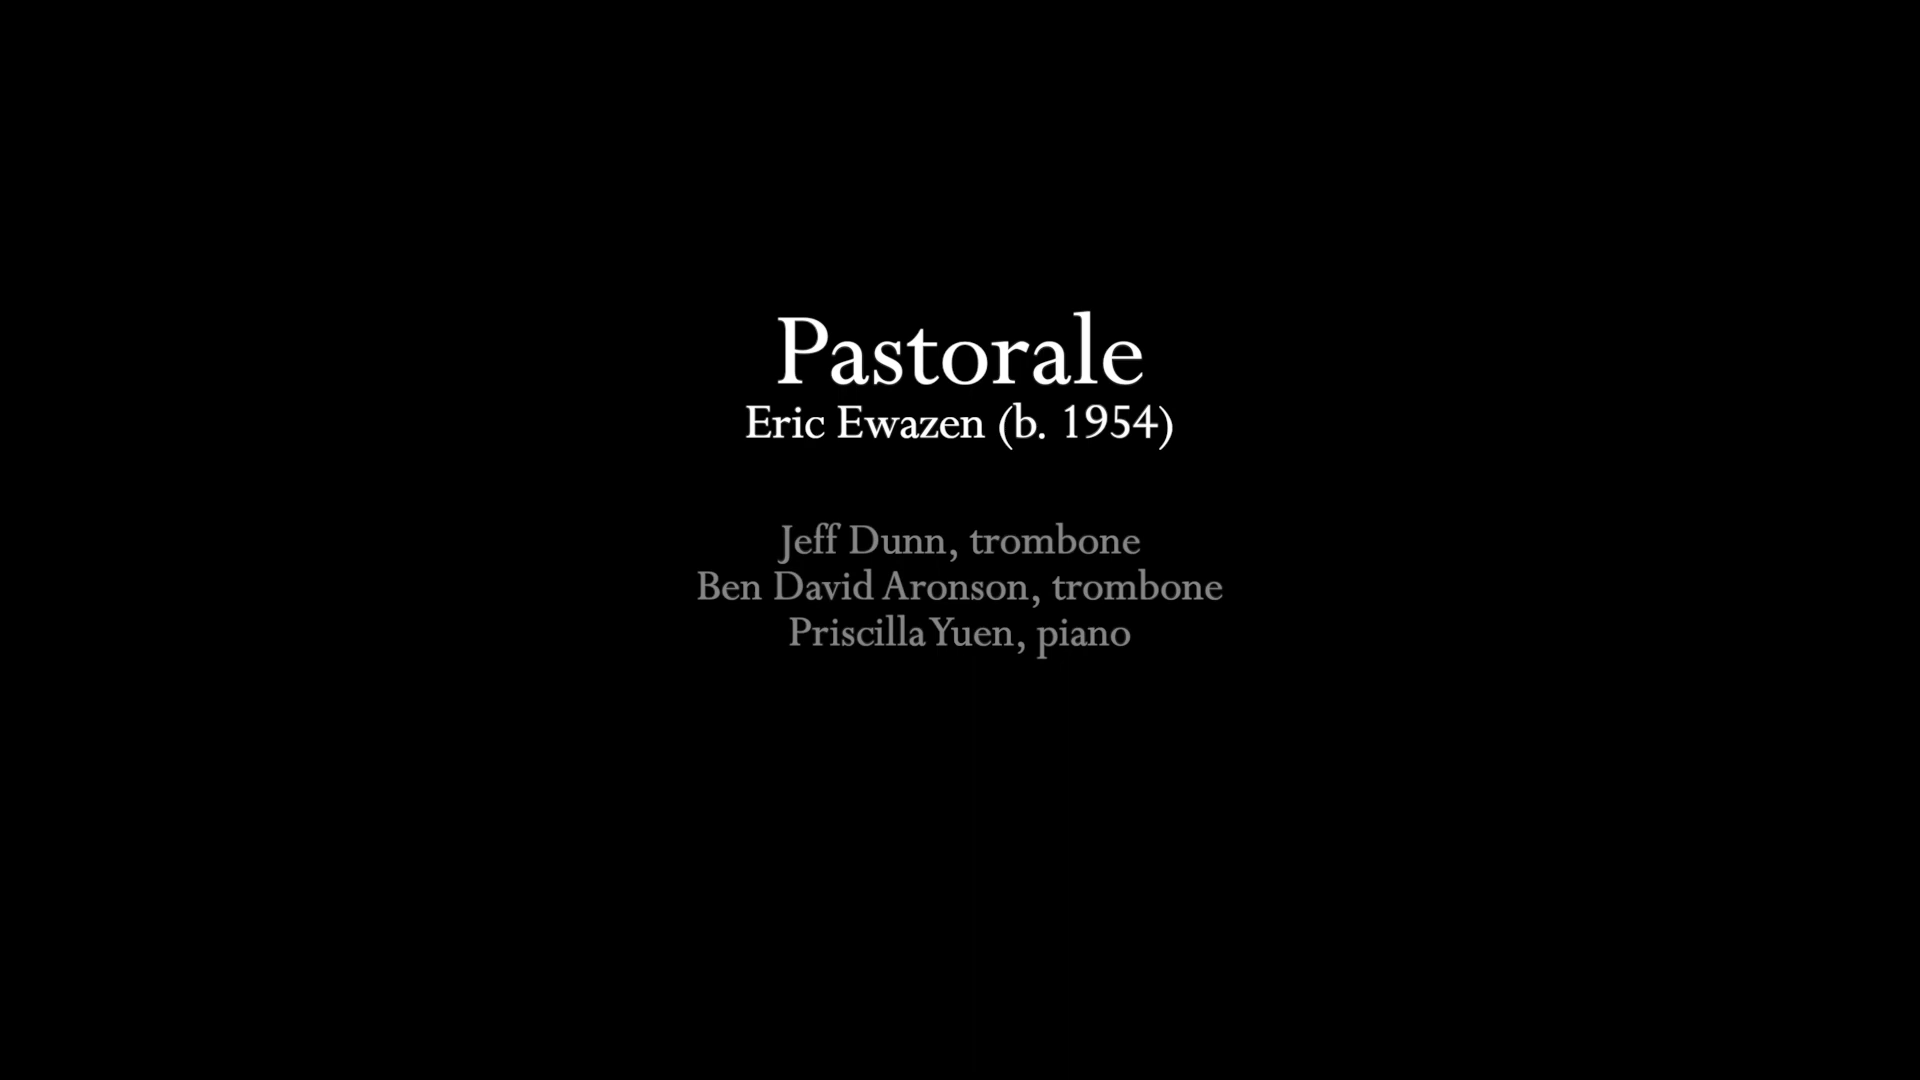 Pastorale
Eric Ewazen (b. 1954)
Jeff Dunn, trombone
Ben David Aronson, trombone
Priscilla Yuen, piano